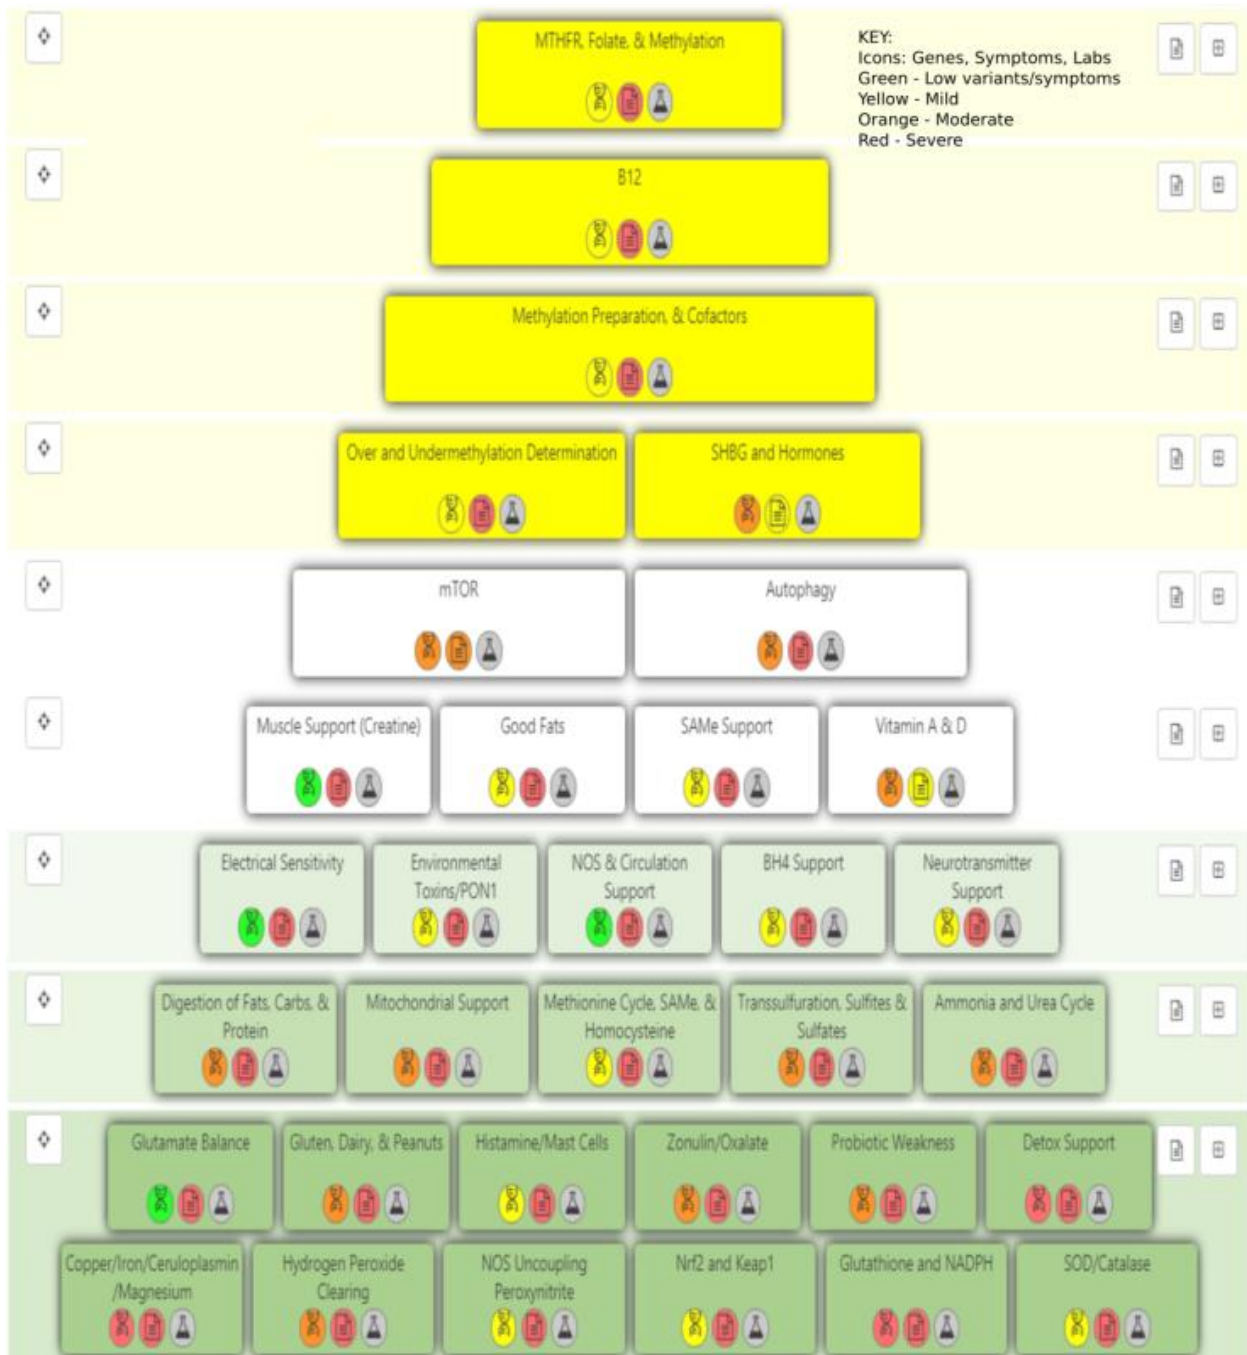 MTHFR, Folate, & Methylation
KEY:
Icons: Genes, Symptoms, Labs
Green - Low variants/symptoms
Yellow - Mild
Orange - Moderate
Red - Severe
B12
Methylation Preparation, & Cofactors
Over and Undermethylation Determination
SHBG and Hormones
mTOR
Autophagy
Muscle Support (Creatine)
Good Fats
SAMe Support
Vitamin A & D
Electrical Sensitivity
Environmental
Toxins/PON1
NOS & Circulation
Support
BH4 Support
Neurotransmitter
Support
Digestion of Fats, Carbs, &
Protein
Mitochondrial Support
Methionine Cycle, SAMe, &
Homocysteine
Transsulfuration, Sulfites &
Sulfates
Ammonia and Urea Cycle
Glutamate Balance
Gluten, Dairy, & Peanuts
Histamine/Mast Cells
Zonulin/Oxalate
Probiotic Weakness
Detox Support
Copper/Iron/Ceruloplasmin
/Magnesium
Hydrogen Peroxide
Clearing
NOS Uncoupling
Peroxynitrite
Nrf2 and Keap1
Glutathione and NADPH
SOD/Catalase